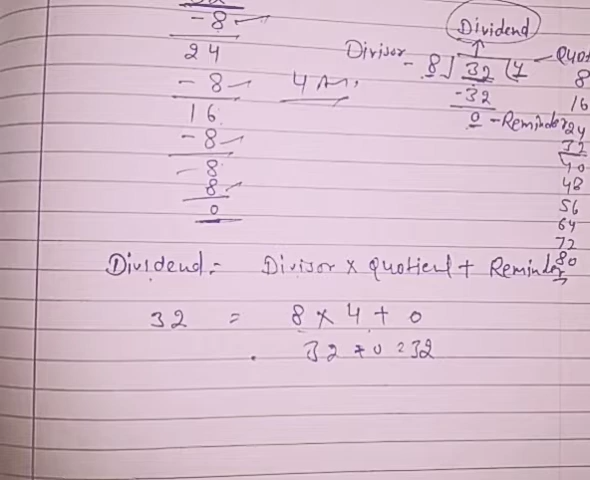 - 8
24
- 8
16
- 8
- 8
8
0
4 Ans.
Dividend
Divisor - 8 32 4 - Quot
-32
0 - Reminder
8
16
24
32
40
48
56
64
72
80
Dividend = Divisor × Quotient + Reminder
32 = 8 × 4 + 0
32 + 0 = 32